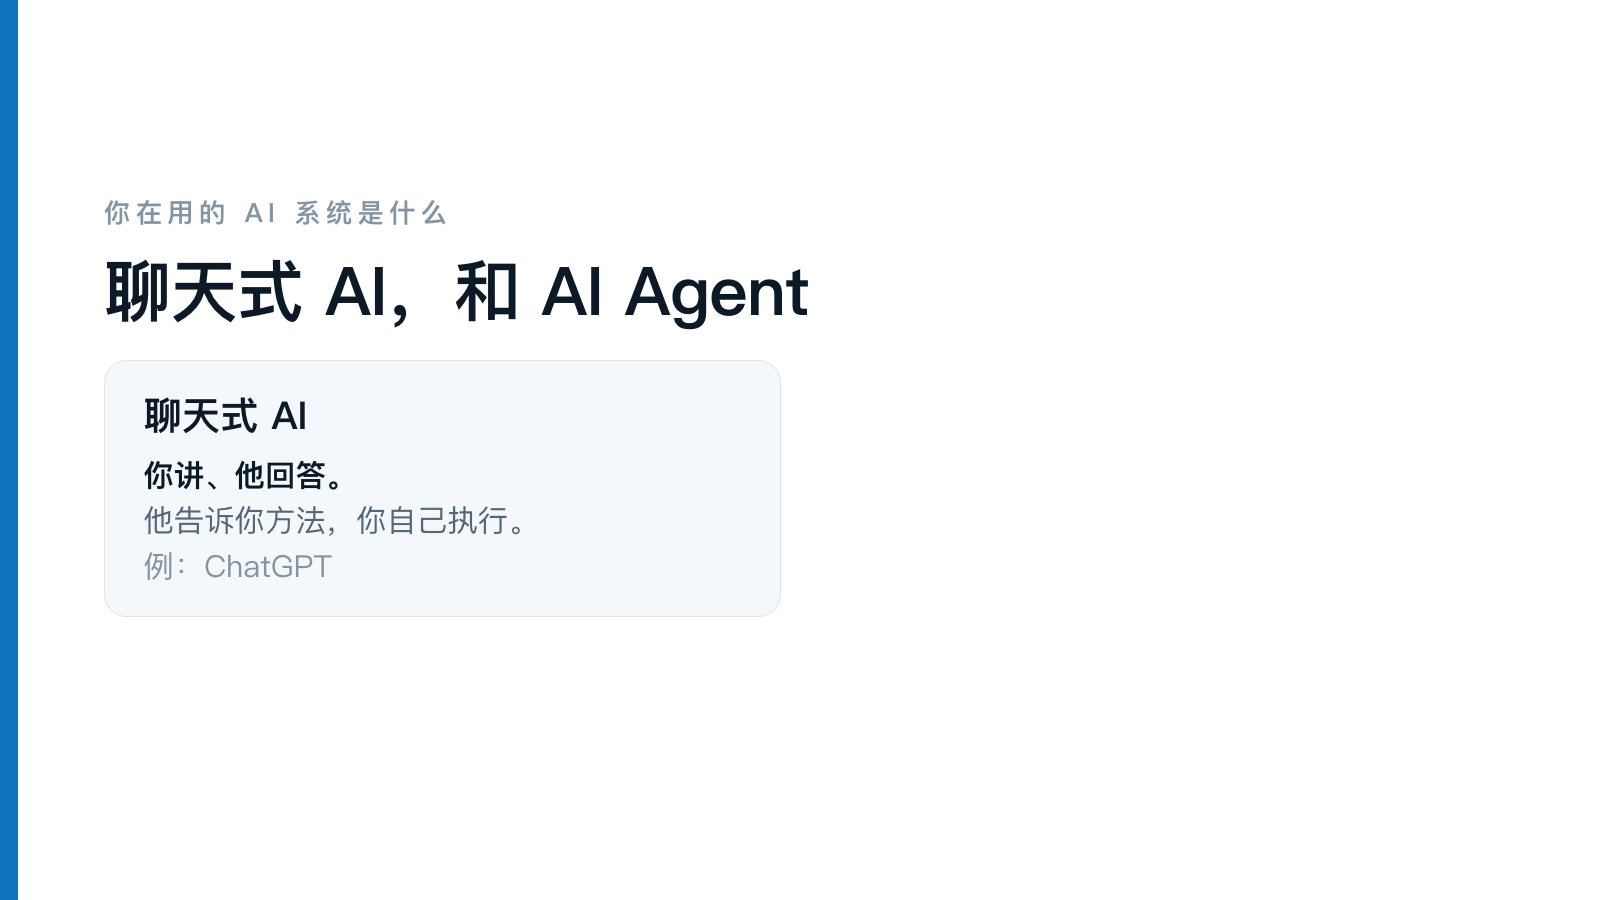 你在用的 AI 系统是什么
聊天式 AI，和 AI Agent
聊天式 AI
你讲、他回答。
他告诉你方法，你自己执行。
例：ChatGPT